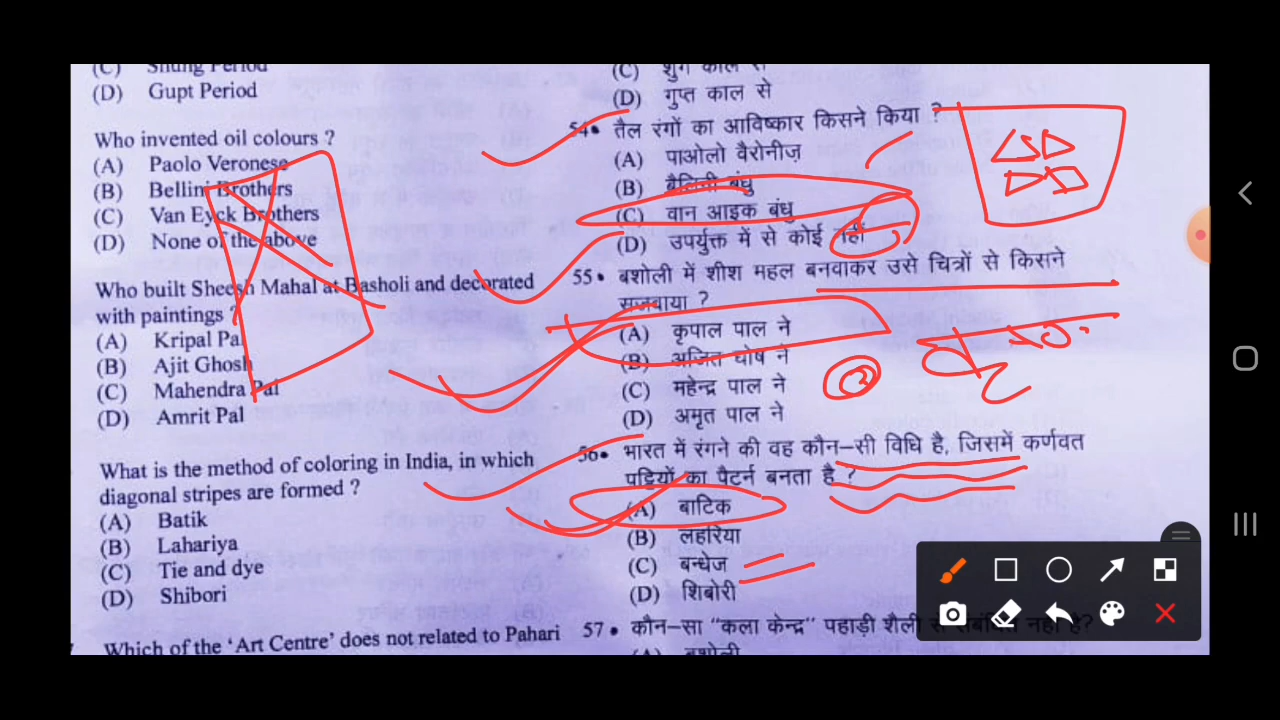 (C) Shung Period
(D) Gupt Period
Who invented oil colours ?
(A) Paolo Veronese
(B) Bellini Brothers
(C) Van Eyck Brothers
(D) None of the above
Who built Sheesh Mahal at Basholi and decorated
with paintings ?
(A) Kripal Pal
(B) Ajit Ghosh
(C) Mahendra Pal
(D) Amrit Pal
What is the method of coloring in India, in which
diagonal stripes are formed ?
(A) Batik
(B) Lahariya
(C) Tie and dye
(D) Shibori
Which of the ‘Art Centre’ does not related to Pahari
(C) शुंग काल से
(D) गुप्त काल से
54• तैल रंगों का आविष्कार किसने किया ?
(A) पाओलो वैरोनीज़
(B) बैलिनी बंधु
(C) वान आइक बंधु
(D) उपर्युक्त में से कोई नहीं
55• बशोली में शीश महल बनवाकर उसे चित्रों से किसने
सजवाया ?
(A) कृपाल पाल ने
(B) अजित घोष ने
(C) महेन्द्र पाल ने
(D) अमृत पाल ने
56• भारत में रंगने की वह कौन-सी विधि है, जिसमें कर्णवत
पट्टियों का पैटर्न बनता है ?
(A) बाटिक
(B) लहरिया
(C) बन्धेज
(D) शिबोरी
57• कौन-सा “कला केन्द्र” पहाड़ी शैली से संबंधित नहीं है?
(A) बशोली